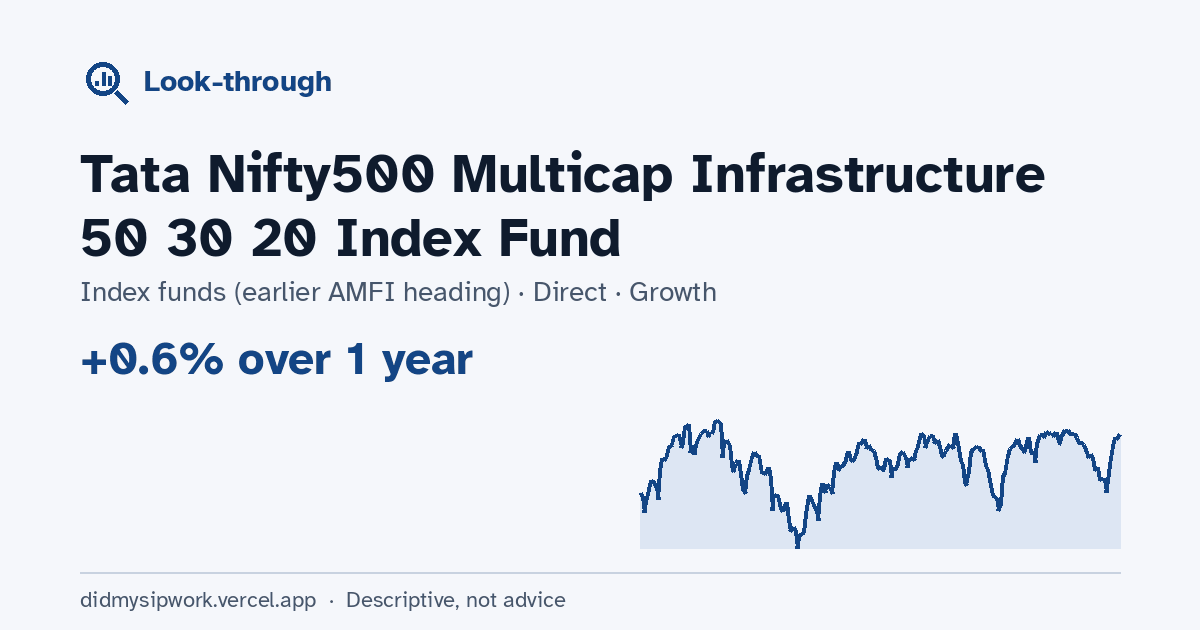 Look-through
Tata Nifty500 Multicap Infrastructure
50 30 20 Index Fund
Index funds (earlier AMFI heading) · Direct · Growth
+0.6% over 1 year
didmysipwork.vercel.app · Descriptive, not advice